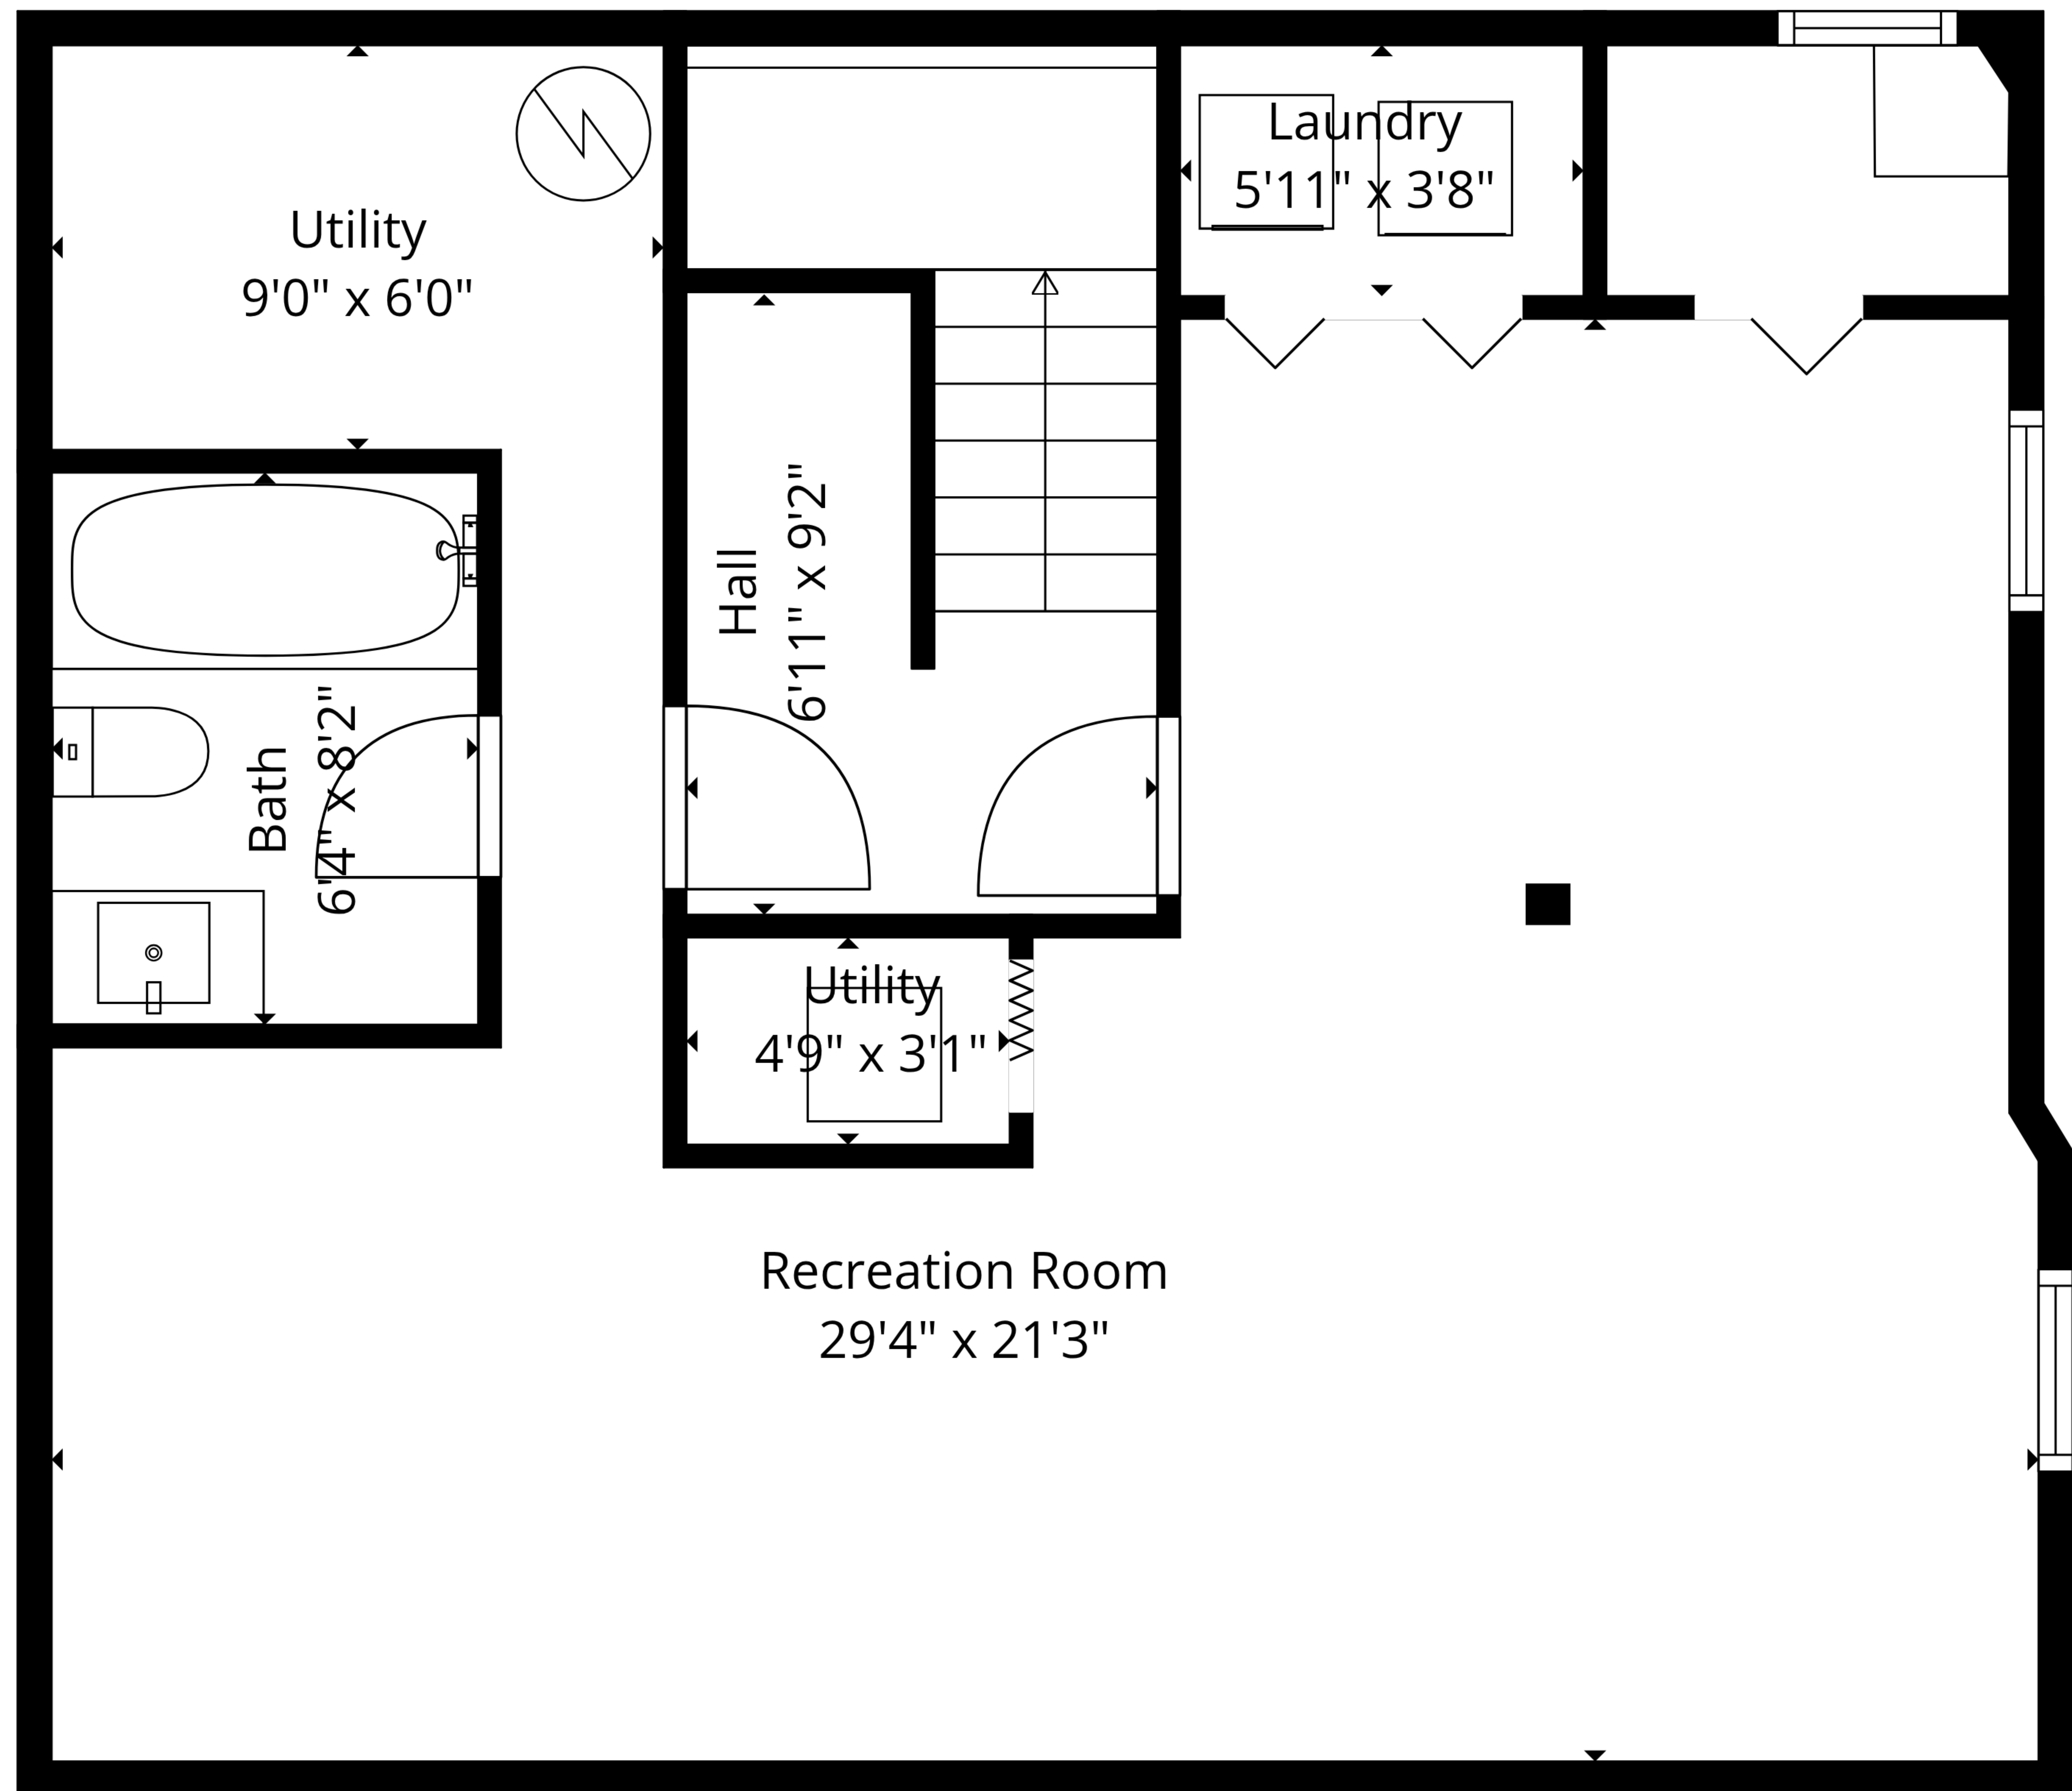 Laundry
5'11" x 3'8"
Utility
9'0" x 6'0"
Hall
6'11" x 9'2"
Bath
6'4" x 8'2"
Utility
4'9" x 3'1"
Recreation Room
29'4" x 21'3"